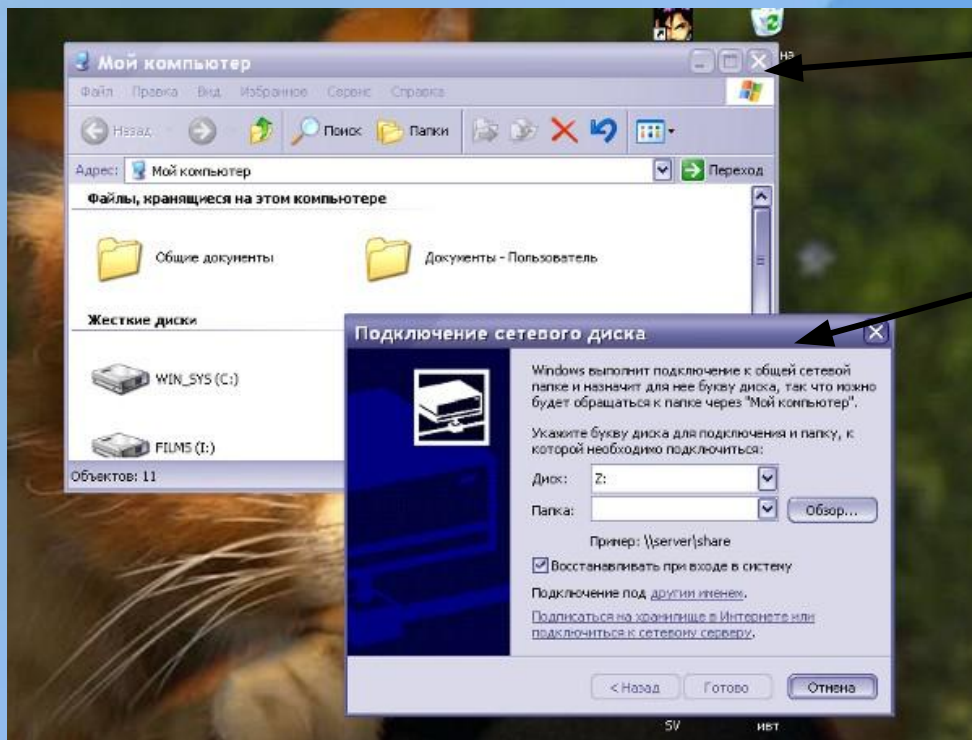 на
Мой компьютер
Файл Правка Вид Избранное Сервис Справка
Назад Поиск Папки
Адрес: Мой компьютер Переход
Файлы, хранящиеся на этом компьютере
Общие документы Документы - Пользователь
Жесткие диски
WIN_SYS (C:)
FILMS (I:)
Объектов: 11
Подключение сетевого диска
Windows выполнит подключение к общей сетевой
папке и назначит для нее букву диска, так что можно
будет обращаться к папке через "Мой компьютер".
Укажите букву диска для подключения и папку, к
которой необходимо подключиться:
Диск: Z:
Папка: Обзор...
Пример: \\server\share
Восстанавливать при входе в систему
Подключение под другим именем.
Подписаться на хранилище в Интернете или
подключиться к сетевому серверу.
< Назад Готово Отмена
SV ивт